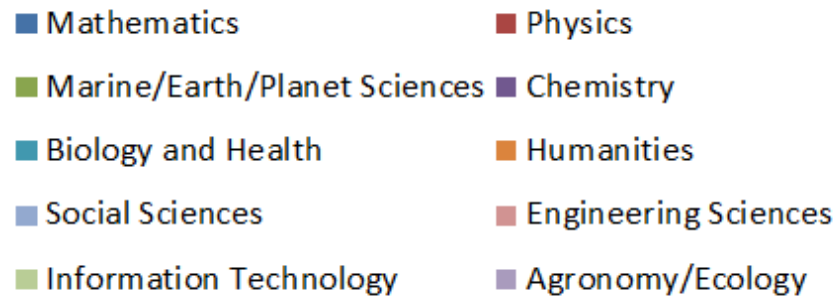 Mathematics Physics
Marine/Earth/Planet Sciences Chemistry
Biology and Health Humanities
Social Sciences Engineering Sciences
Information Technology Agronomy/Ecology